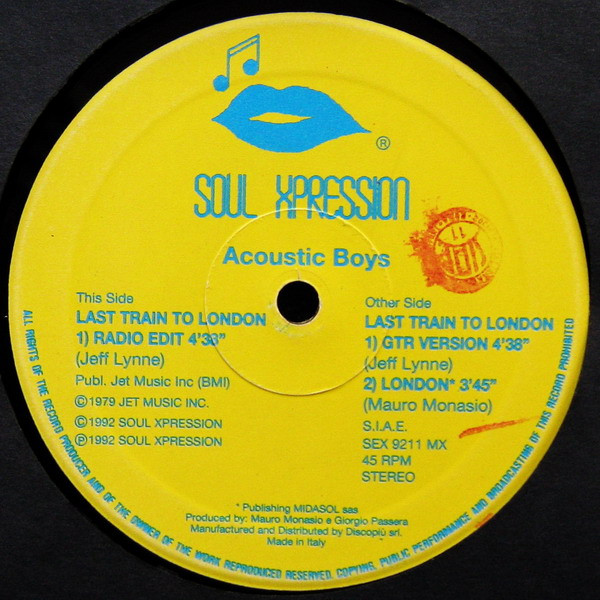 ®
SOUL XPRESSION
Acoustic Boys
This Side
LAST TRAIN TO LONDON
1) RADIO EDIT 4'38"
(Jeff Lynne)
Publ. Jet Music Inc (BMI)
©1979 JET MUSIC INC.
©1992 SOUL XPRESSION
℗1992 SOUL XPRESSION
Other Side
LAST TRAIN TO LONDON
1) GTR VERSION 4'38"
(Jeff Lynne)
2) LONDON* 3'45"
(Mauro Monasio)
S.I.A.E.
SEX 9211 MX
45 RPM
STEREO
* Publishing MIDASOL sas
Produced by: Mauro Monasio e Giorgio Passera
Manufactured and Distributed by Discopiù srl.
Made in Italy
ALL RIGHTS OF THE RECORD PRODUCER AND OF THE OWNER OF THE WORK REPRODUCED RESERVED. COPYING, PUBLIC PERFORMANCE AND BROADCASTING OF THIS RECORD PROHIBITED